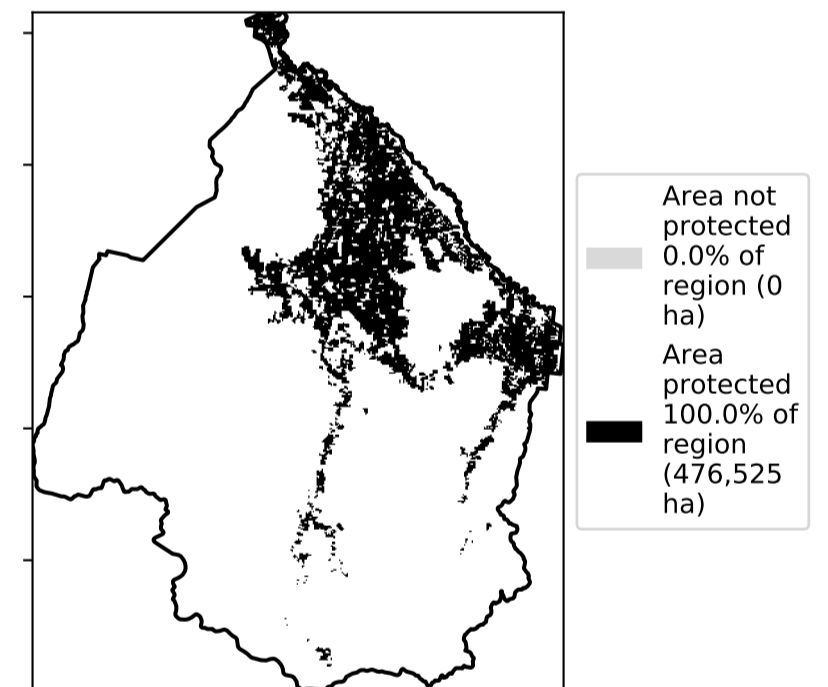 Area not
protected
0.0% of
region (0
ha)
Area
protected
100.0% of
region
(476,525
ha)